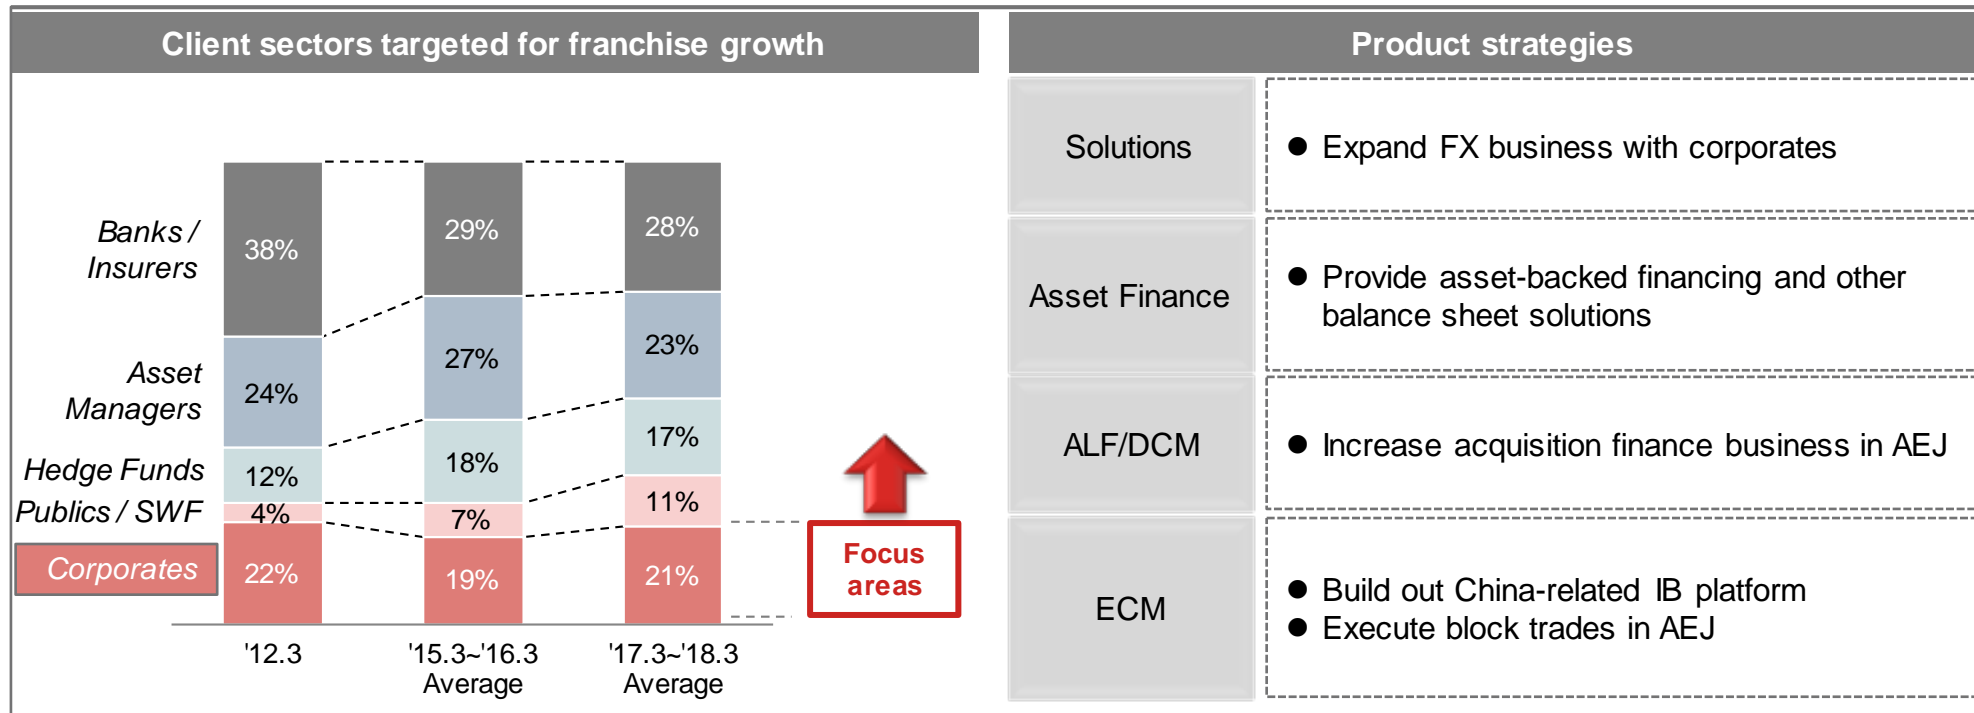 Client sectors targeted for franchise growth
Banks /
Insurers
Asset
Managers
Hedge Funds
Publics / SWF
Corporates
38%
24%
12%
4%
22%
29%
27%
18%
7%
19%
28%
23%
17%
11%
21%
'12.3
'15.3~'16.3
Average
'17.3~'18.3
Average
Focus
areas
Product strategies
Solutions
● Expand FX business with corporates
Asset Finance
● Provide asset-backed financing and other
balance sheet solutions
ALF/DCM
● Increase acquisition finance business in AEJ
ECM
● Build out China-related IB platform
● Execute block trades in AEJ